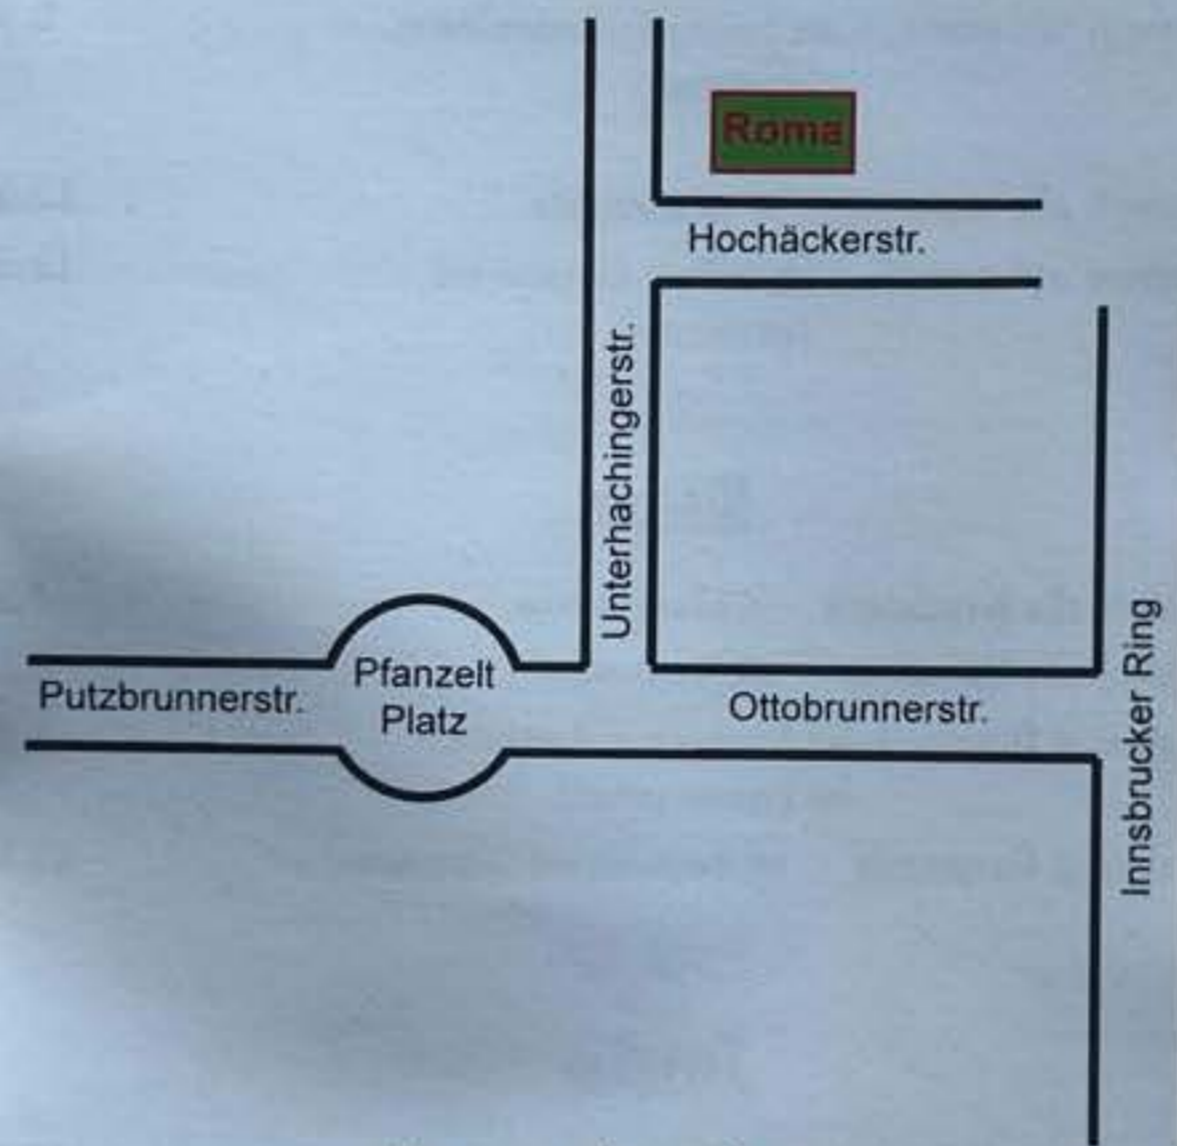 Roma
Hochäckerstr.
Unterhachingerstr.
Pfanzelt
Platz
Putzbrunnerstr.
Ottobrunnerstr.
Innsbrucker Ring